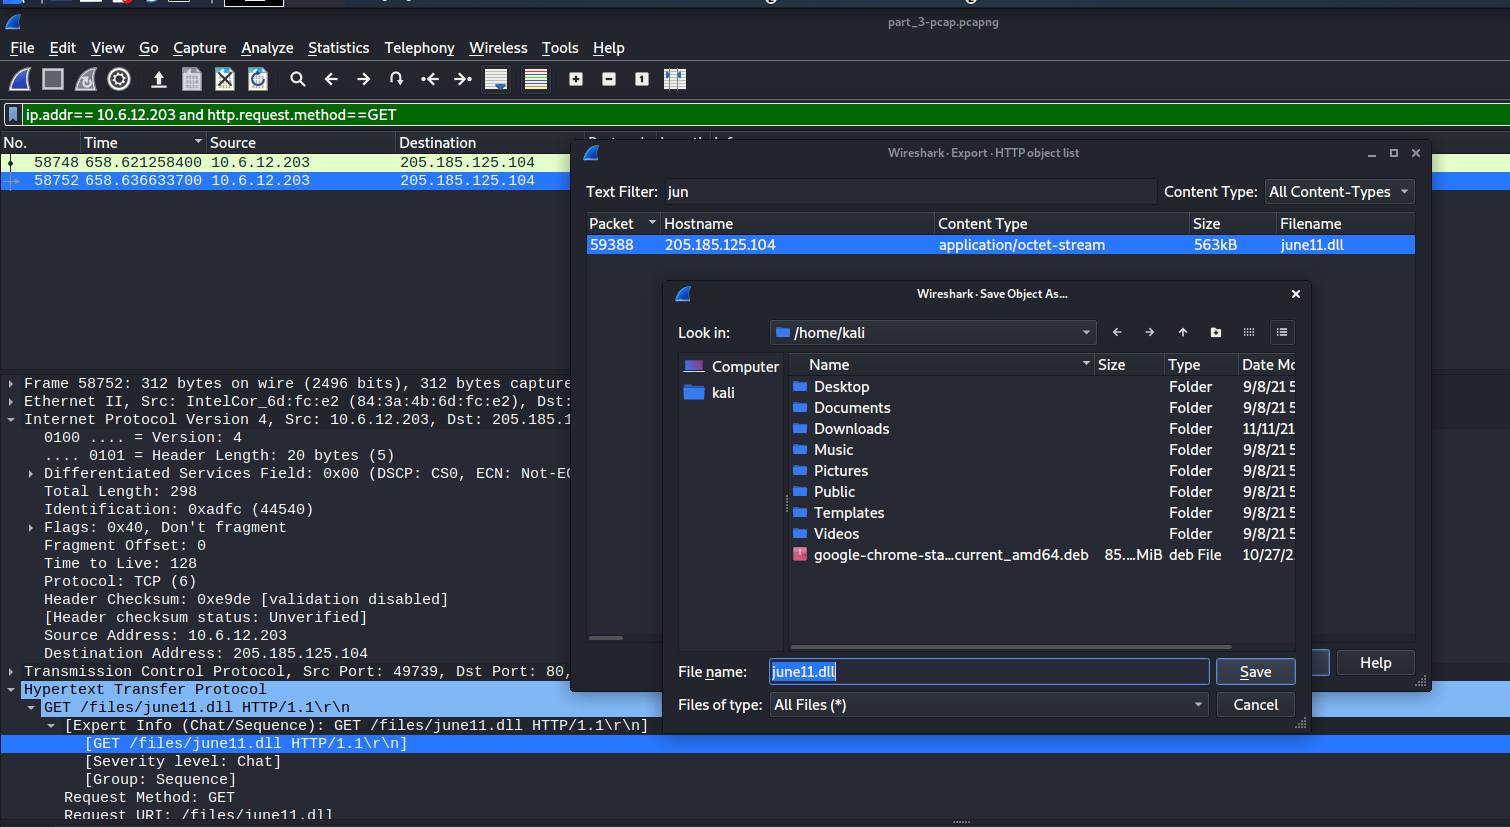 part_3-pcap.pcapng
File Edit View Go Capture Analyze Statistics Telephony Wireless Tools Help
ip.addr== 10.6.12.203 and http.request.method==GET
No. Time Source Destination
58748 658.621258400 10.6.12.203 205.185.125.104
58752 658.636633700 10.6.12.203 205.185.125.104
Wireshark · Export · HTTP object list
Text Filter: jun Content Type: All Content-Types
Packet Hostname Content Type Size Filename
59388 205.185.125.104 application/octet-stream 563kB june11.dll
Wireshark · Save Object As...
Look in: /home/kali
Computer
kali
Name Size Type Date Mo
Desktop Folder 9/8/21 5
Documents Folder 9/8/21 5
Downloads Folder 11/11/21
Music Folder 9/8/21 5
Pictures Folder 9/8/21 5
Public Folder 9/8/21 5
Templates Folder 9/8/21 5
Videos Folder 9/8/21 5
google-chrome-sta...current_amd64.deb 85....MiB deb File 10/27/2
File name: june11.dll Save
Files of type: All Files (*) Cancel
Help
Frame 58752: 312 bytes on wire (2496 bits), 312 bytes capture
Ethernet II, Src: IntelCor_6d:fc:e2 (84:3a:4b:6d:fc:e2), Dst:
Internet Protocol Version 4, Src: 10.6.12.203, Dst: 205.185.1
0100 .... = Version: 4
.... 0101 = Header Length: 20 bytes (5)
Differentiated Services Field: 0x00 (DSCP: CS0, ECN: Not-EC
Total Length: 298
Identification: 0xadfc (44540)
Flags: 0x40, Don't fragment
Fragment Offset: 0
Time to Live: 128
Protocol: TCP (6)
Header Checksum: 0xe9de [validation disabled]
[Header checksum status: Unverified]
Source Address: 10.6.12.203
Destination Address: 205.185.125.104
Transmission Control Protocol, Src Port: 49739, Dst Port: 80,
Hypertext Transfer Protocol
GET /files/june11.dll HTTP/1.1\r\n
[Expert Info (Chat/Sequence): GET /files/june11.dll HTTP/1.1\r\n]
[GET /files/june11.dll HTTP/1.1\r\n]
[Severity level: Chat]
[Group: Sequence]
Request Method: GET
Request URI: /files/june11.dll